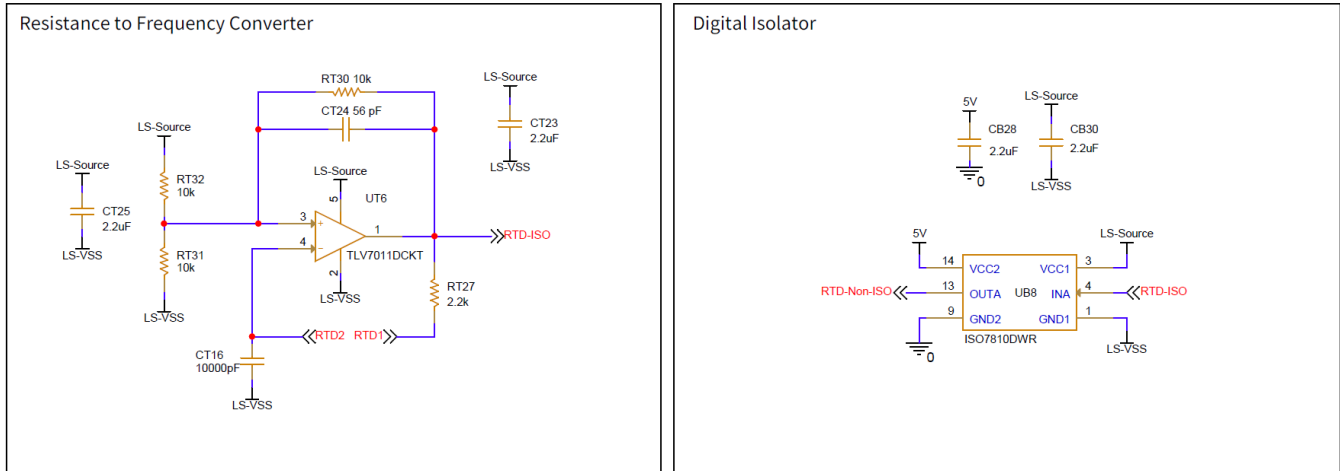 Resistance to Frequency Converter
RT30 10k
CT24 56 pF
LS-Source
CT23
2.2uF
LS-VSS
LS-Source
LS-Source
RT32
10k
CT25
2.2uF
LS-VSS
RT31
10k
LS-VSS
LS-Source
5
UT6
3
+
4
-
1
TLV7011DCKT
2
LS-VSS
RTD-ISO
RT27
2.2k
RTD2
RTD1
CT16
10000pF
LS-VSS
Digital Isolator
5V
CB28
2.2uF
0
LS-Source
CB30
2.2uF
LS-VSS
5V
LS-Source
14
VCC2
VCC1
3
RTD-Non-ISO
13
OUTA
UB8
INA
4
RTD-ISO
9
GND2
GND1
1
0
ISO7810DWR
LS-VSS